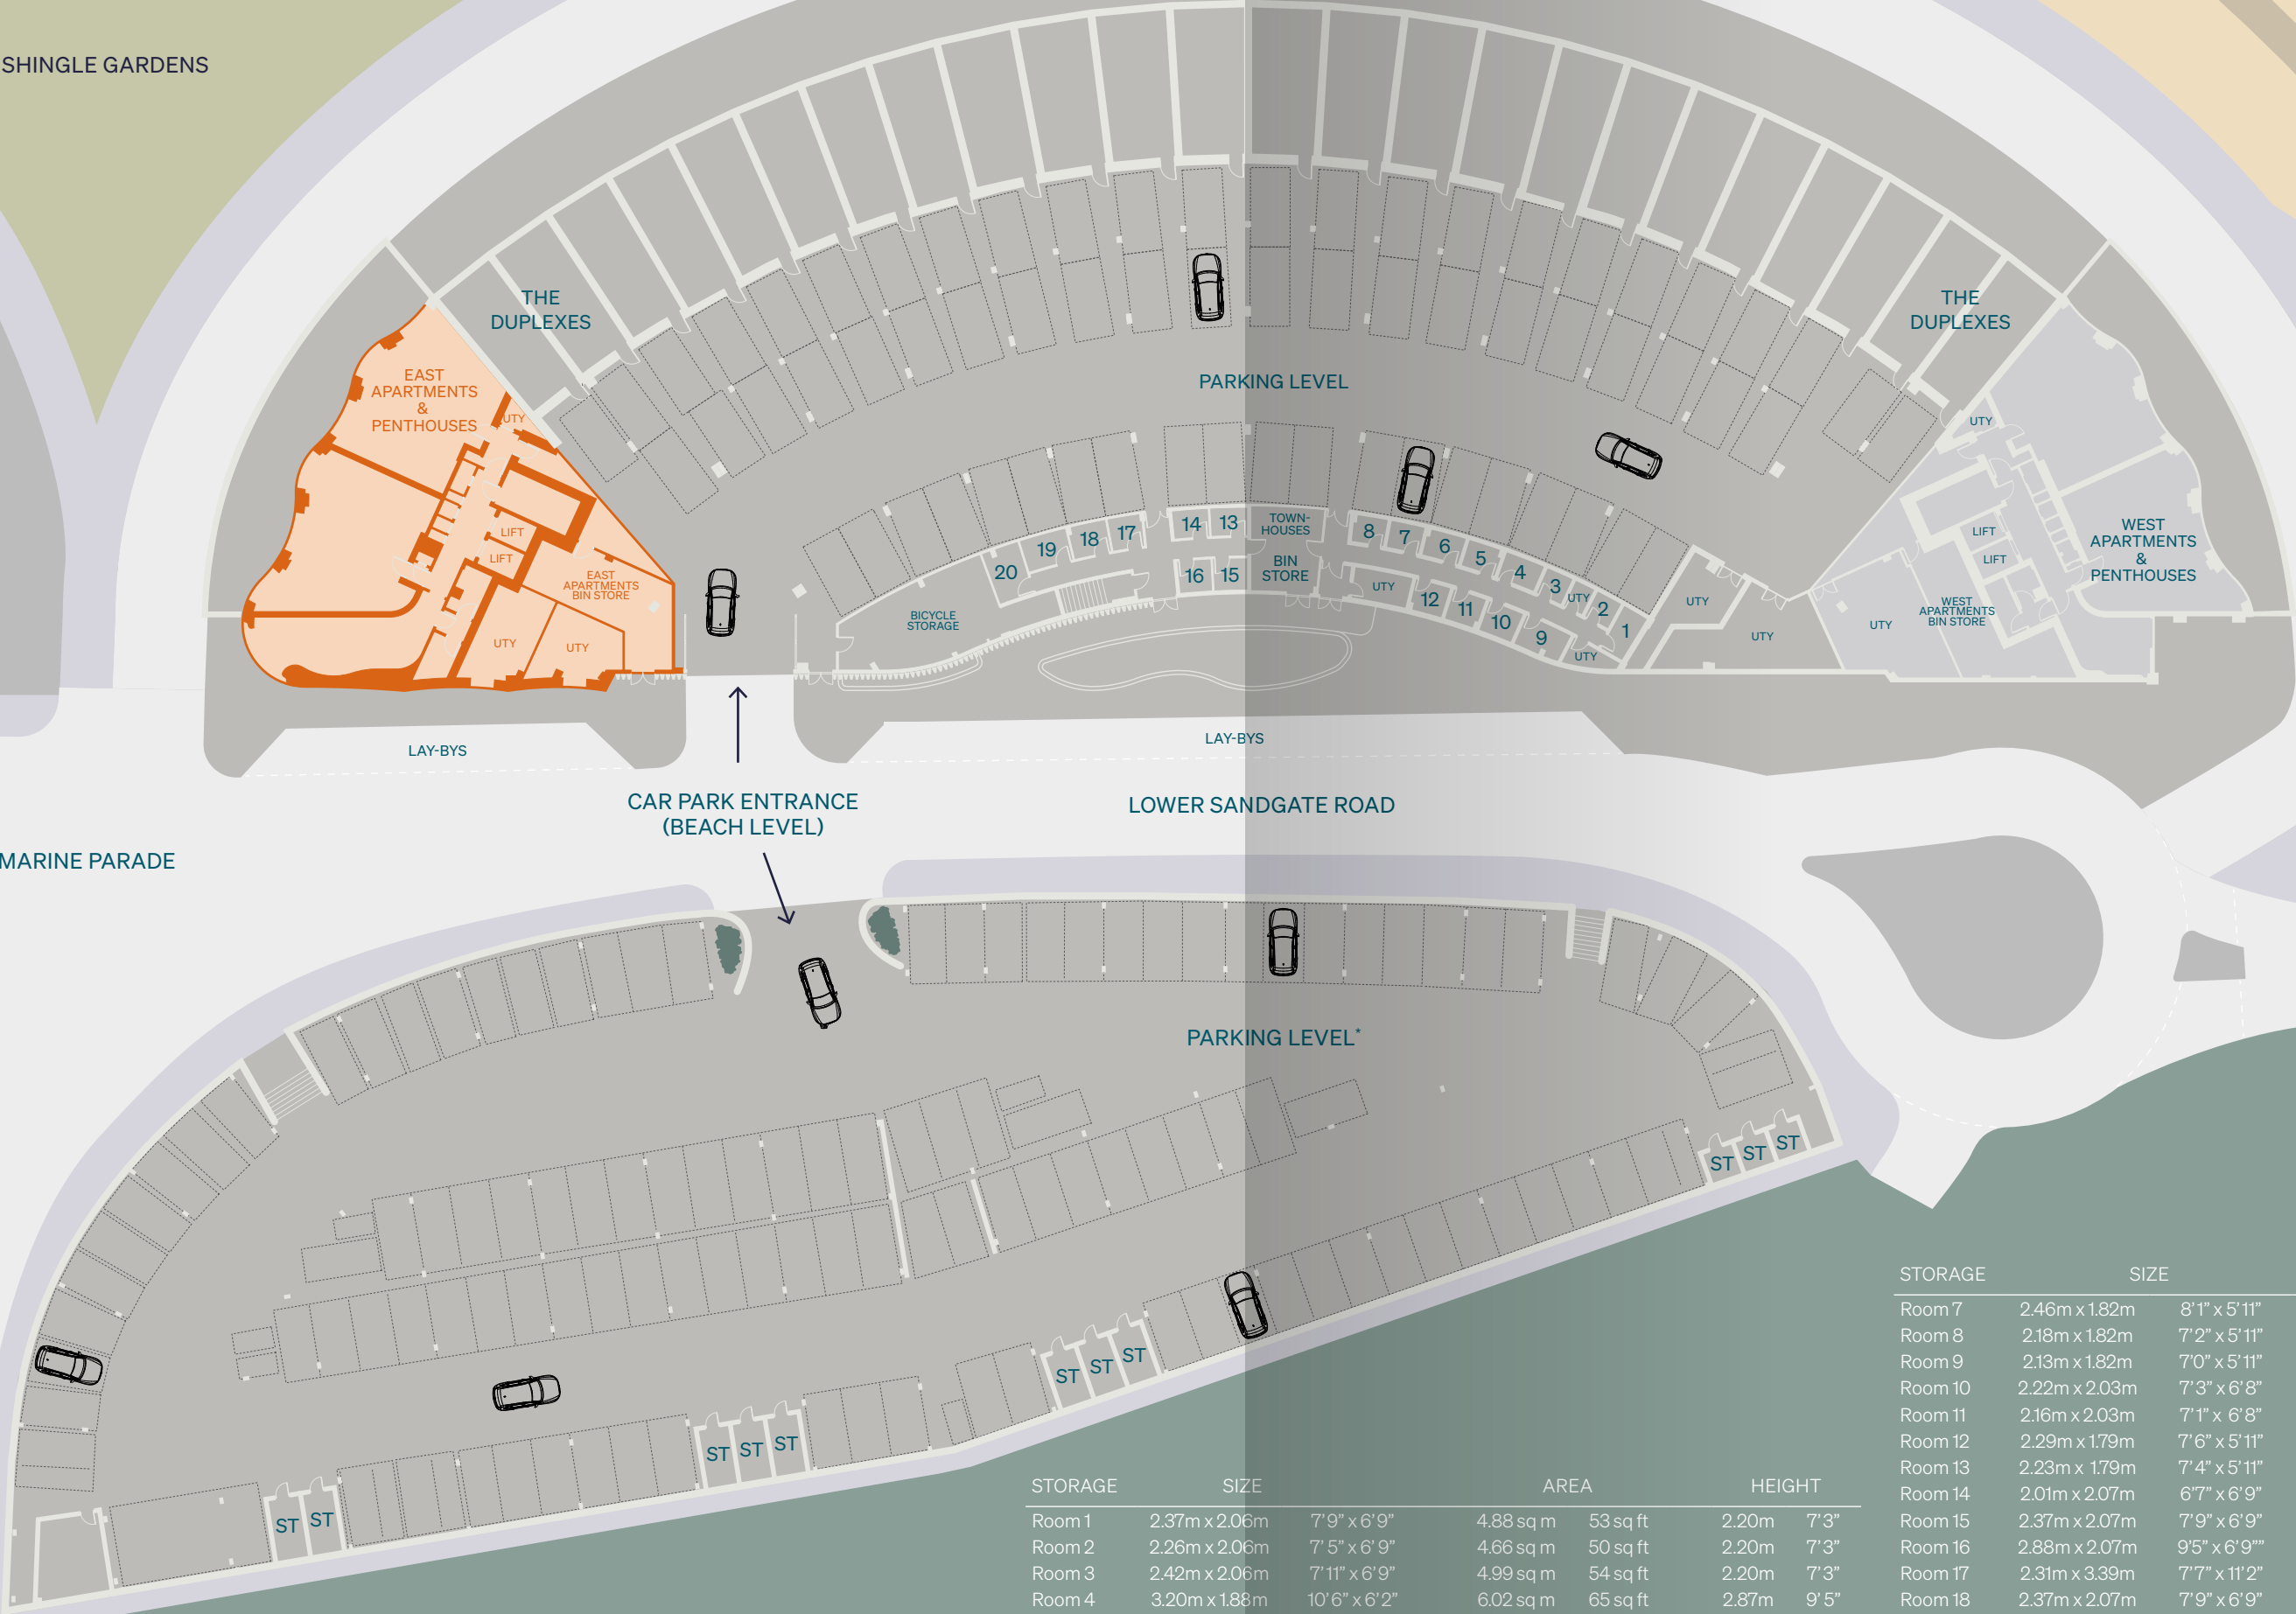 SHINGLE GARDENS
THE
DUPLEXES
THE
DUPLEXES
EAST
APARTMENTS
&
PENTHOUSES
UTY
PARKING LEVEL
UTY
LIFT
LIFT
EAST
APARTMENTS
BIN STORE
UTY
UTY
20
19
18
17
14
13
16
15
TOWN-
HOUSES
BIN
STORE
BICYCLE
STORAGE
8
7
6
5
4
3
UTY
2
1
UTY
12
11
10
9
UTY
UTY
UTY
UTY
LIFT
LIFT
WEST
APARTMENTS
BIN STORE
WEST
APARTMENTS
&
PENTHOUSES
LAY-BYS
LAY-BYS
CAR PARK ENTRANCE
(BEACH LEVEL)
LOWER SANDGATE ROAD
MARINE PARADE
PARKING LEVEL*
ST ST ST
ST ST ST
ST ST ST
ST ST
STORAGE SIZE AREA HEIGHT
Room 1 2.37m x 2.06m 7'9" x 6'9" 4.88 sq m 53 sq ft 2.20m 7'3"
Room 2 2.26m x 2.06m 7'5" x 6'9" 4.66 sq m 50 sq ft 2.20m 7'3"
Room 3 2.42m x 2.06m 7'11" x 6'9" 4.99 sq m 54 sq ft 2.20m 7'3"
Room 4 3.20m x 1.88m 10'6" x 6'2" 6.02 sq m 65 sq ft 2.87m 9'5"
STORAGE SIZE
Room 7 2.46m x 1.82m 8'1" x 5'11"
Room 8 2.18m x 1.82m 7'2" x 5'11"
Room 9 2.13m x 1.82m 7'0" x 5'11"
Room 10 2.22m x 2.03m 7'3" x 6'8"
Room 11 2.16m x 2.03m 7'1" x 6'8"
Room 12 2.29m x 1.79m 7'6" x 5'11"
Room 13 2.23m x 1.79m 7'4" x 5'11"
Room 14 2.01m x 2.07m 6'7" x 6'9"
Room 15 2.37m x 2.07m 7'9" x 6'9"
Room 16 2.88m x 2.07m 9'5" x 6'9""
Room 17 2.31m x 3.39m 7'7" x 11'2"
Room 18 2.37m x 2.07m 7'9" x 6'9"